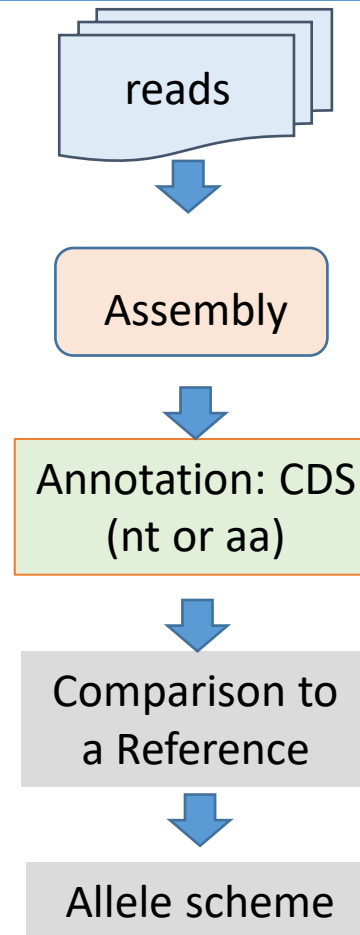 reads
Assembly
Annotation: CDS
(nt or aa)
Comparison to
a Reference
Allele scheme